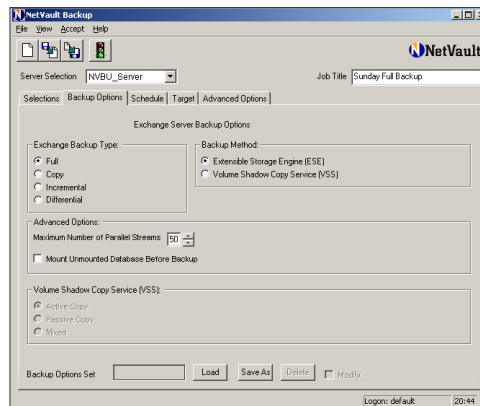 NetVault Backup
File View Accept Help
NetVault
Server Selection NVBU_Server Job Title Sunday Full Backup
Selections Backup Options Schedule Target Advanced Options
Exchange Server Backup Options
Exchange Backup Type: Backup Method:
Full Extensible Storage Engine (ESE)
Copy Volume Shadow Copy Service (VSS)
Incremental
Differential
Advanced Options:
Maximum Number of Parallel Streams 50
Mount Unmounted Database Before Backup
Volume Shadow Copy Service (VSS):
Active Copy
Passive Copy
Mixed
Backup Options Set Load Save As Delete Modify
Logon: default 20:44